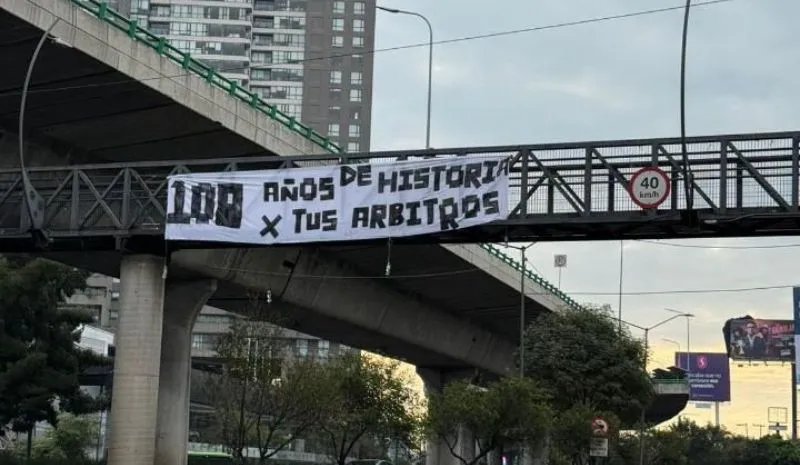 100 AÑOS DE HISTORIA
X TUS ARBITROS
40
km/h